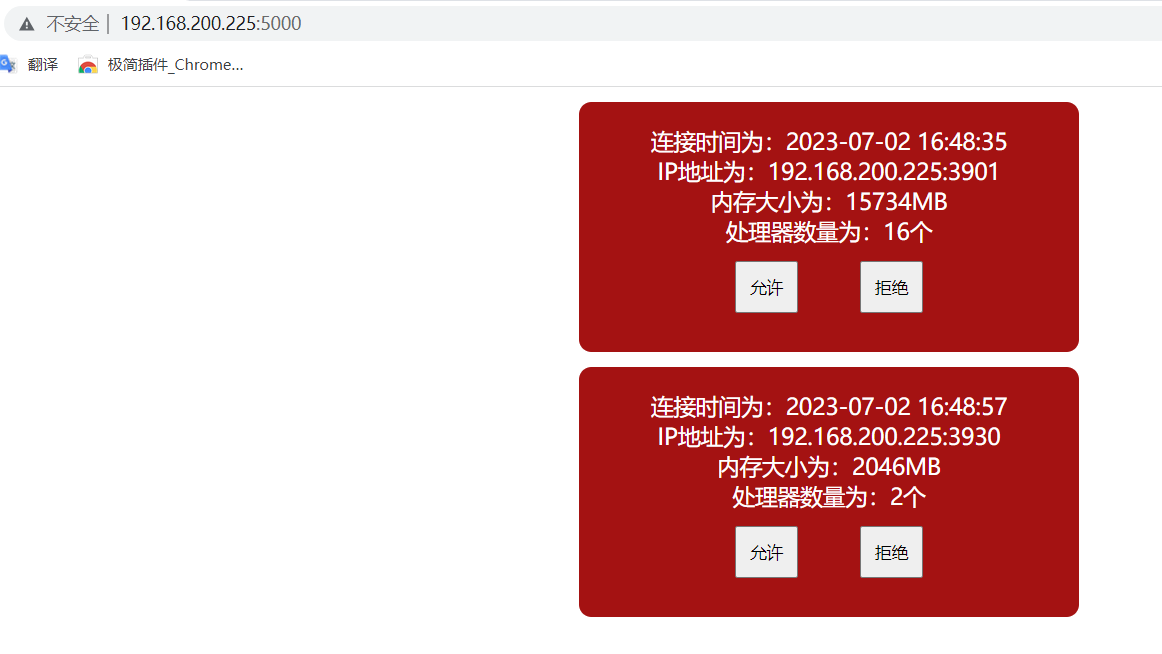 不安全 | 192.168.200.225:5000
翻译 极简插件_Chrome...
连接时间为：2023-07-02 16:48:35
IP地址为：192.168.200.225:3901
内存大小为：15734MB
处理器数量为：16个
允许 拒绝
连接时间为：2023-07-02 16:48:57
IP地址为：192.168.200.225:3930
内存大小为：2046MB
处理器数量为：2个
允许 拒绝